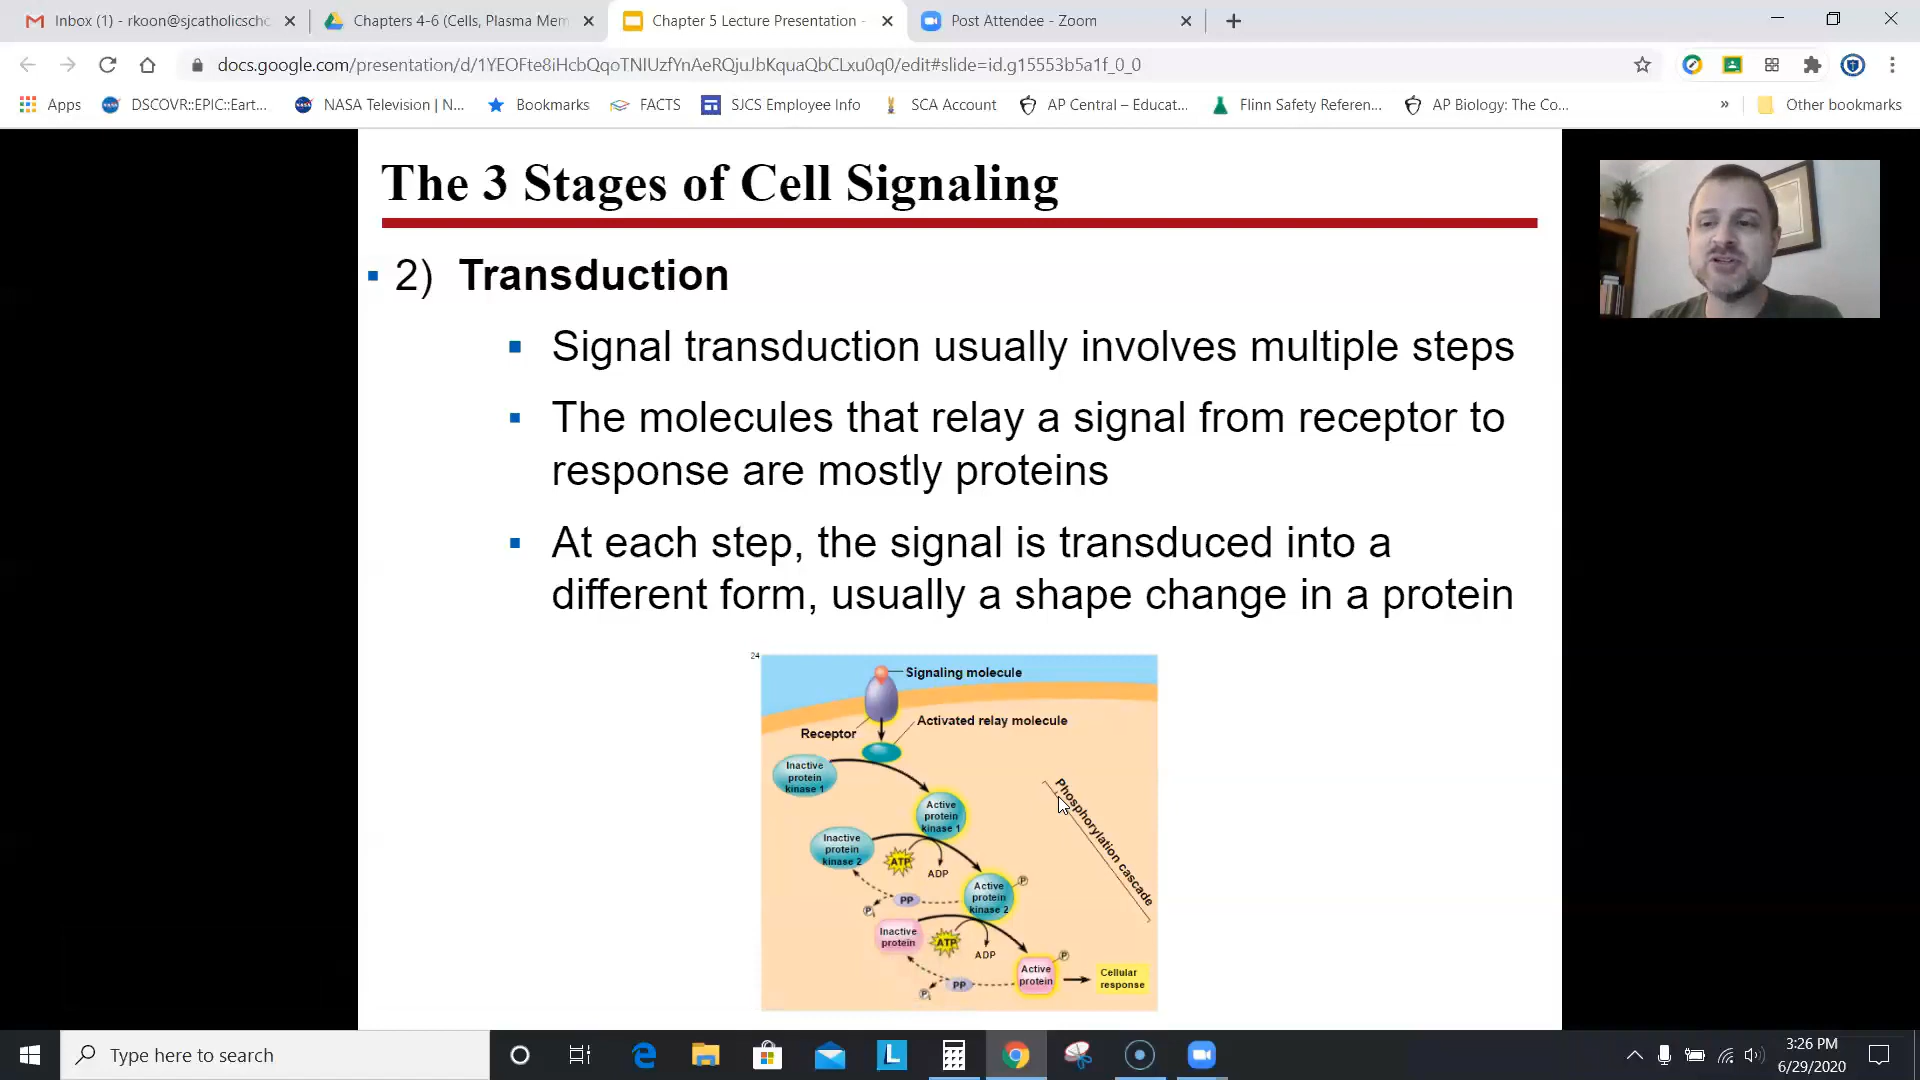 Inbox (1) - rkoon@sjcatholicscho
Chapters 4-6 (Cells, Plasma Mem
Chapter 5 Lecture Presentation -
Post Attendee - Zoom
docs.google.com/presentation/d/1YEOFte8iHcbQqoTNIUzfYnAeRQjuJbKquaQbCLxu0q0/edit#slide=id.g15553b5a1f_0_0
Apps
DSCOVR::EPIC::Eart...
NASA Television | N...
Bookmarks
FACTS
SJCS Employee Info
SCA Account
AP Central – Educat...
Flinn Safety Referen...
AP Biology: The Co...
»
Other bookmarks
The 3 Stages of Cell Signaling
2) Transduction
Signal transduction usually involves multiple steps
The molecules that relay a signal from receptor to
response are mostly proteins
At each step, the signal is transduced into a
different form, usually a shape change in a protein
24
Signaling molecule
Activated relay molecule
Receptor
Inactive
protein
kinase 1
Active
protein
kinase 1
Phosphorylation cascade
Inactive
protein
kinase 2
ATP
ADP
Active
protein
kinase 2
P
PP
Pi
Inactive
protein
ATP
ADP
P
Active
protein
Cellular
response
PP
Pi
Type here to search
3:26 PM
6/29/2020